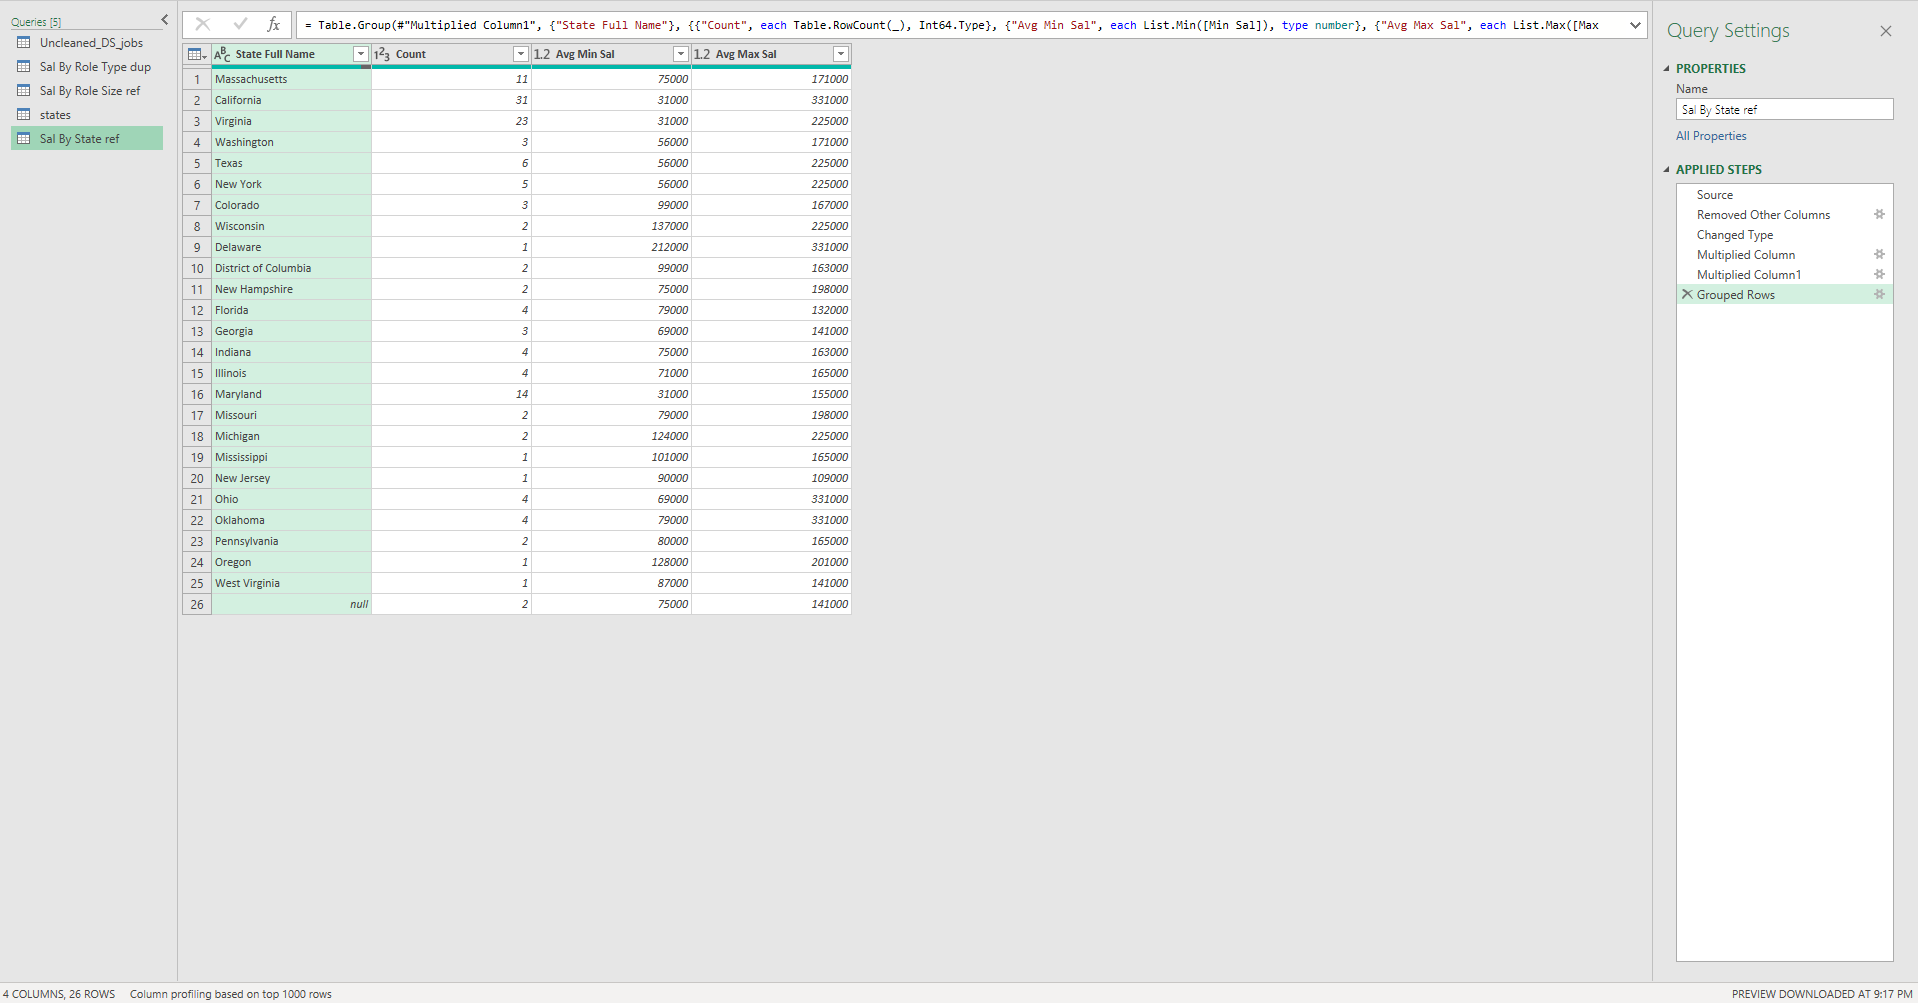 Queries [5]
Uncleaned_DS_jobs
Sal By Role Type dup
Sal By Role Size ref
states
Sal By State ref
fx
= Table.Group(#"Multiplied Column1", {"State Full Name"}, {{"Count", each Table.RowCount(_), Int64.Type}, {"Avg Min Sal", each List.Min([Min Sal]), type number}, {"Avg Max Sal", each List.Max([Max
ABC State Full Name 123 Count 1.2 Avg Min Sal 1.2 Avg Max Sal
1 Massachusetts 11 75000 171000
2 California 31 31000 331000
3 Virginia 23 31000 225000
4 Washington 3 56000 171000
5 Texas 6 56000 225000
6 New York 5 56000 225000
7 Colorado 3 99000 167000
8 Wisconsin 2 137000 225000
9 Delaware 1 212000 331000
10 District of Columbia 2 99000 163000
11 New Hampshire 2 75000 198000
12 Florida 4 79000 132000
13 Georgia 3 69000 141000
14 Indiana 4 75000 163000
15 Illinois 4 71000 165000
16 Maryland 14 31000 155000
17 Missouri 2 79000 198000
18 Michigan 2 124000 225000
19 Mississippi 1 101000 165000
20 New Jersey 1 90000 109000
21 Ohio 4 69000 331000
22 Oklahoma 4 79000 331000
23 Pennsylvania 2 80000 165000
24 Oregon 1 128000 201000
25 West Virginia 1 87000 141000
26 null 2 75000 141000
Query Settings
PROPERTIES
Name
Sal By State ref
All Properties
APPLIED STEPS
Source
Removed Other Columns
Changed Type
Multiplied Column
Multiplied Column1
Grouped Rows
4 COLUMNS, 26 ROWS Column profiling based on top 1000 rows
PREVIEW DOWNLOADED AT 9:17 PM